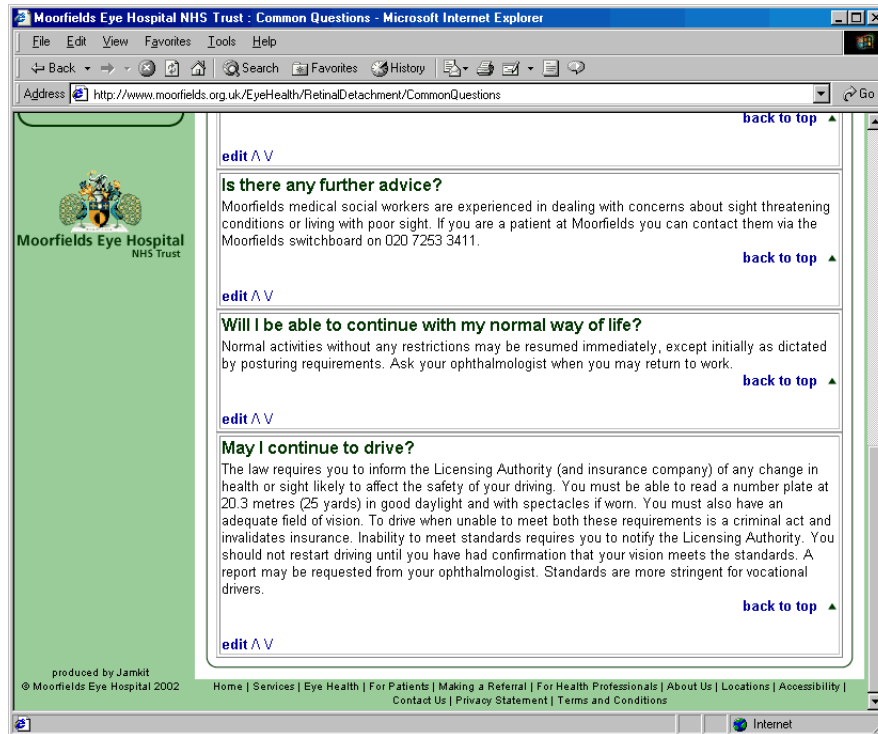 Moorfields Eye Hospital NHS Trust : Common Questions - Microsoft Internet Explorer
File Edit View Favorites Tools Help
Back Search Favorites History
Address http://www.moorfields.org.uk/EyeHealth/RetinalDetachment/CommonQuestions Go
back to top
edit /\ \/
Is there any further advice?
Moorfields medical social workers are experienced in dealing with concerns about sight threatening
conditions or living with poor sight. If you are a patient at Moorfields you can contact them via the
Moorfields switchboard on 020 7253 3411.
back to top
edit /\ \/
Will I be able to continue with my normal way of life?
Normal activities without any restrictions may be resumed immediately, except initially as dictated
by posturing requirements. Ask your ophthalmologist when you may return to work.
back to top
edit /\ \/
May I continue to drive?
The law requires you to inform the Licensing Authority (and insurance company) of any change in
health or sight likely to affect the safety of your driving. You must be able to read a number plate at
20.3 metres (25 yards) in good daylight and with spectacles if worn. You must also have an
adequate field of vision. To drive when unable to meet both these requirements is a criminal act and
invalidates insurance. Inability to meet standards requires you to notify the Licensing Authority. You
should not restart driving until you have had confirmation that your vision meets the standards. A
report may be requested from your ophthalmologist. Standards are more stringent for vocational
drivers.
back to top
edit /\ \/
Moorfields Eye Hospital
NHS Trust
produced by Jamkit
© Moorfields Eye Hospital 2002
Home | Services | Eye Health | For Patients | Making a Referral | For Health Professionals | About Us | Locations | Accessibility |
Contact Us | Privacy Statement | Terms and Conditions
Internet